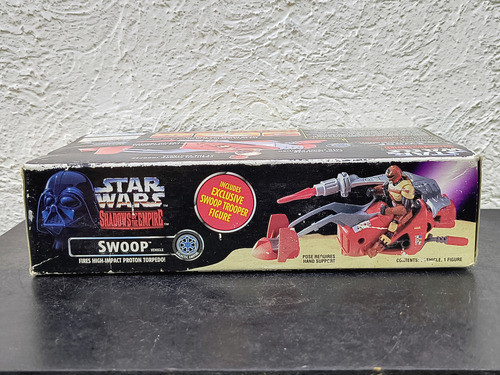 STAR
WARS
SHADOWS OF THE EMPIRE
SWOOP™ VEHICLE
FIRES HIGH-IMPACT PROTON TORPEDO!
INCLUDES
EXCLUSIVE
SWOOP TROOPER
FIGURE
POSE REQUIRES
HAND SUPPORT
CONTENTS: VEHICLE, 1 FIGURE